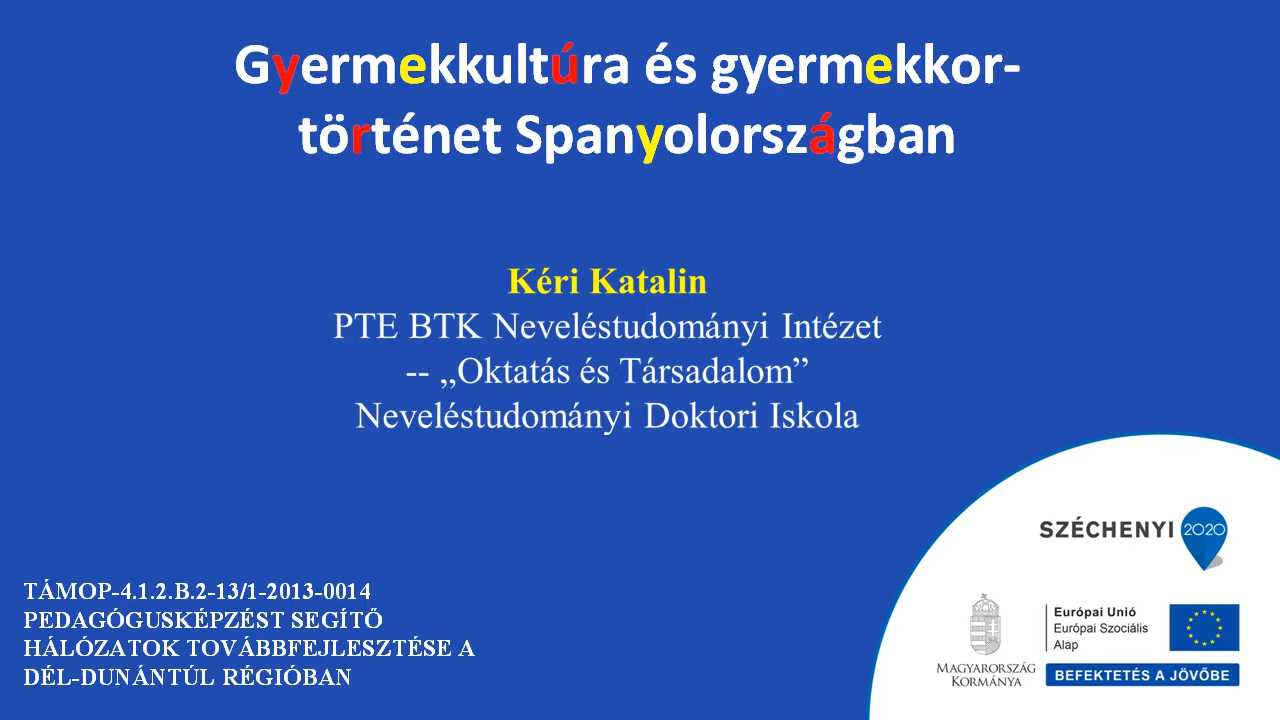 Gyermekkultúra és gyermekkor-
történet Spanyolországban
Kéri Katalin
PTE BTK Neveléstudományi Intézet
-- „Oktatás és Társadalom”
Neveléstudományi Doktori Iskola
TÁMOP-4.1.2.B.2-13/1-2013-0014
PEDAGÓGUSKÉPZÉST SEGÍTŐ
HÁLÓZATOK TOVÁBBFEJLESZTÉSE A
DÉL-DUNÁNTÚL RÉGIÓBAN
SZÉCHENYI 2020
MAGYARORSZÁG
KORMÁNYA
Európai Unió
Európai Szociális
Alap
BEFEKTETÉS A JÖVŐBE